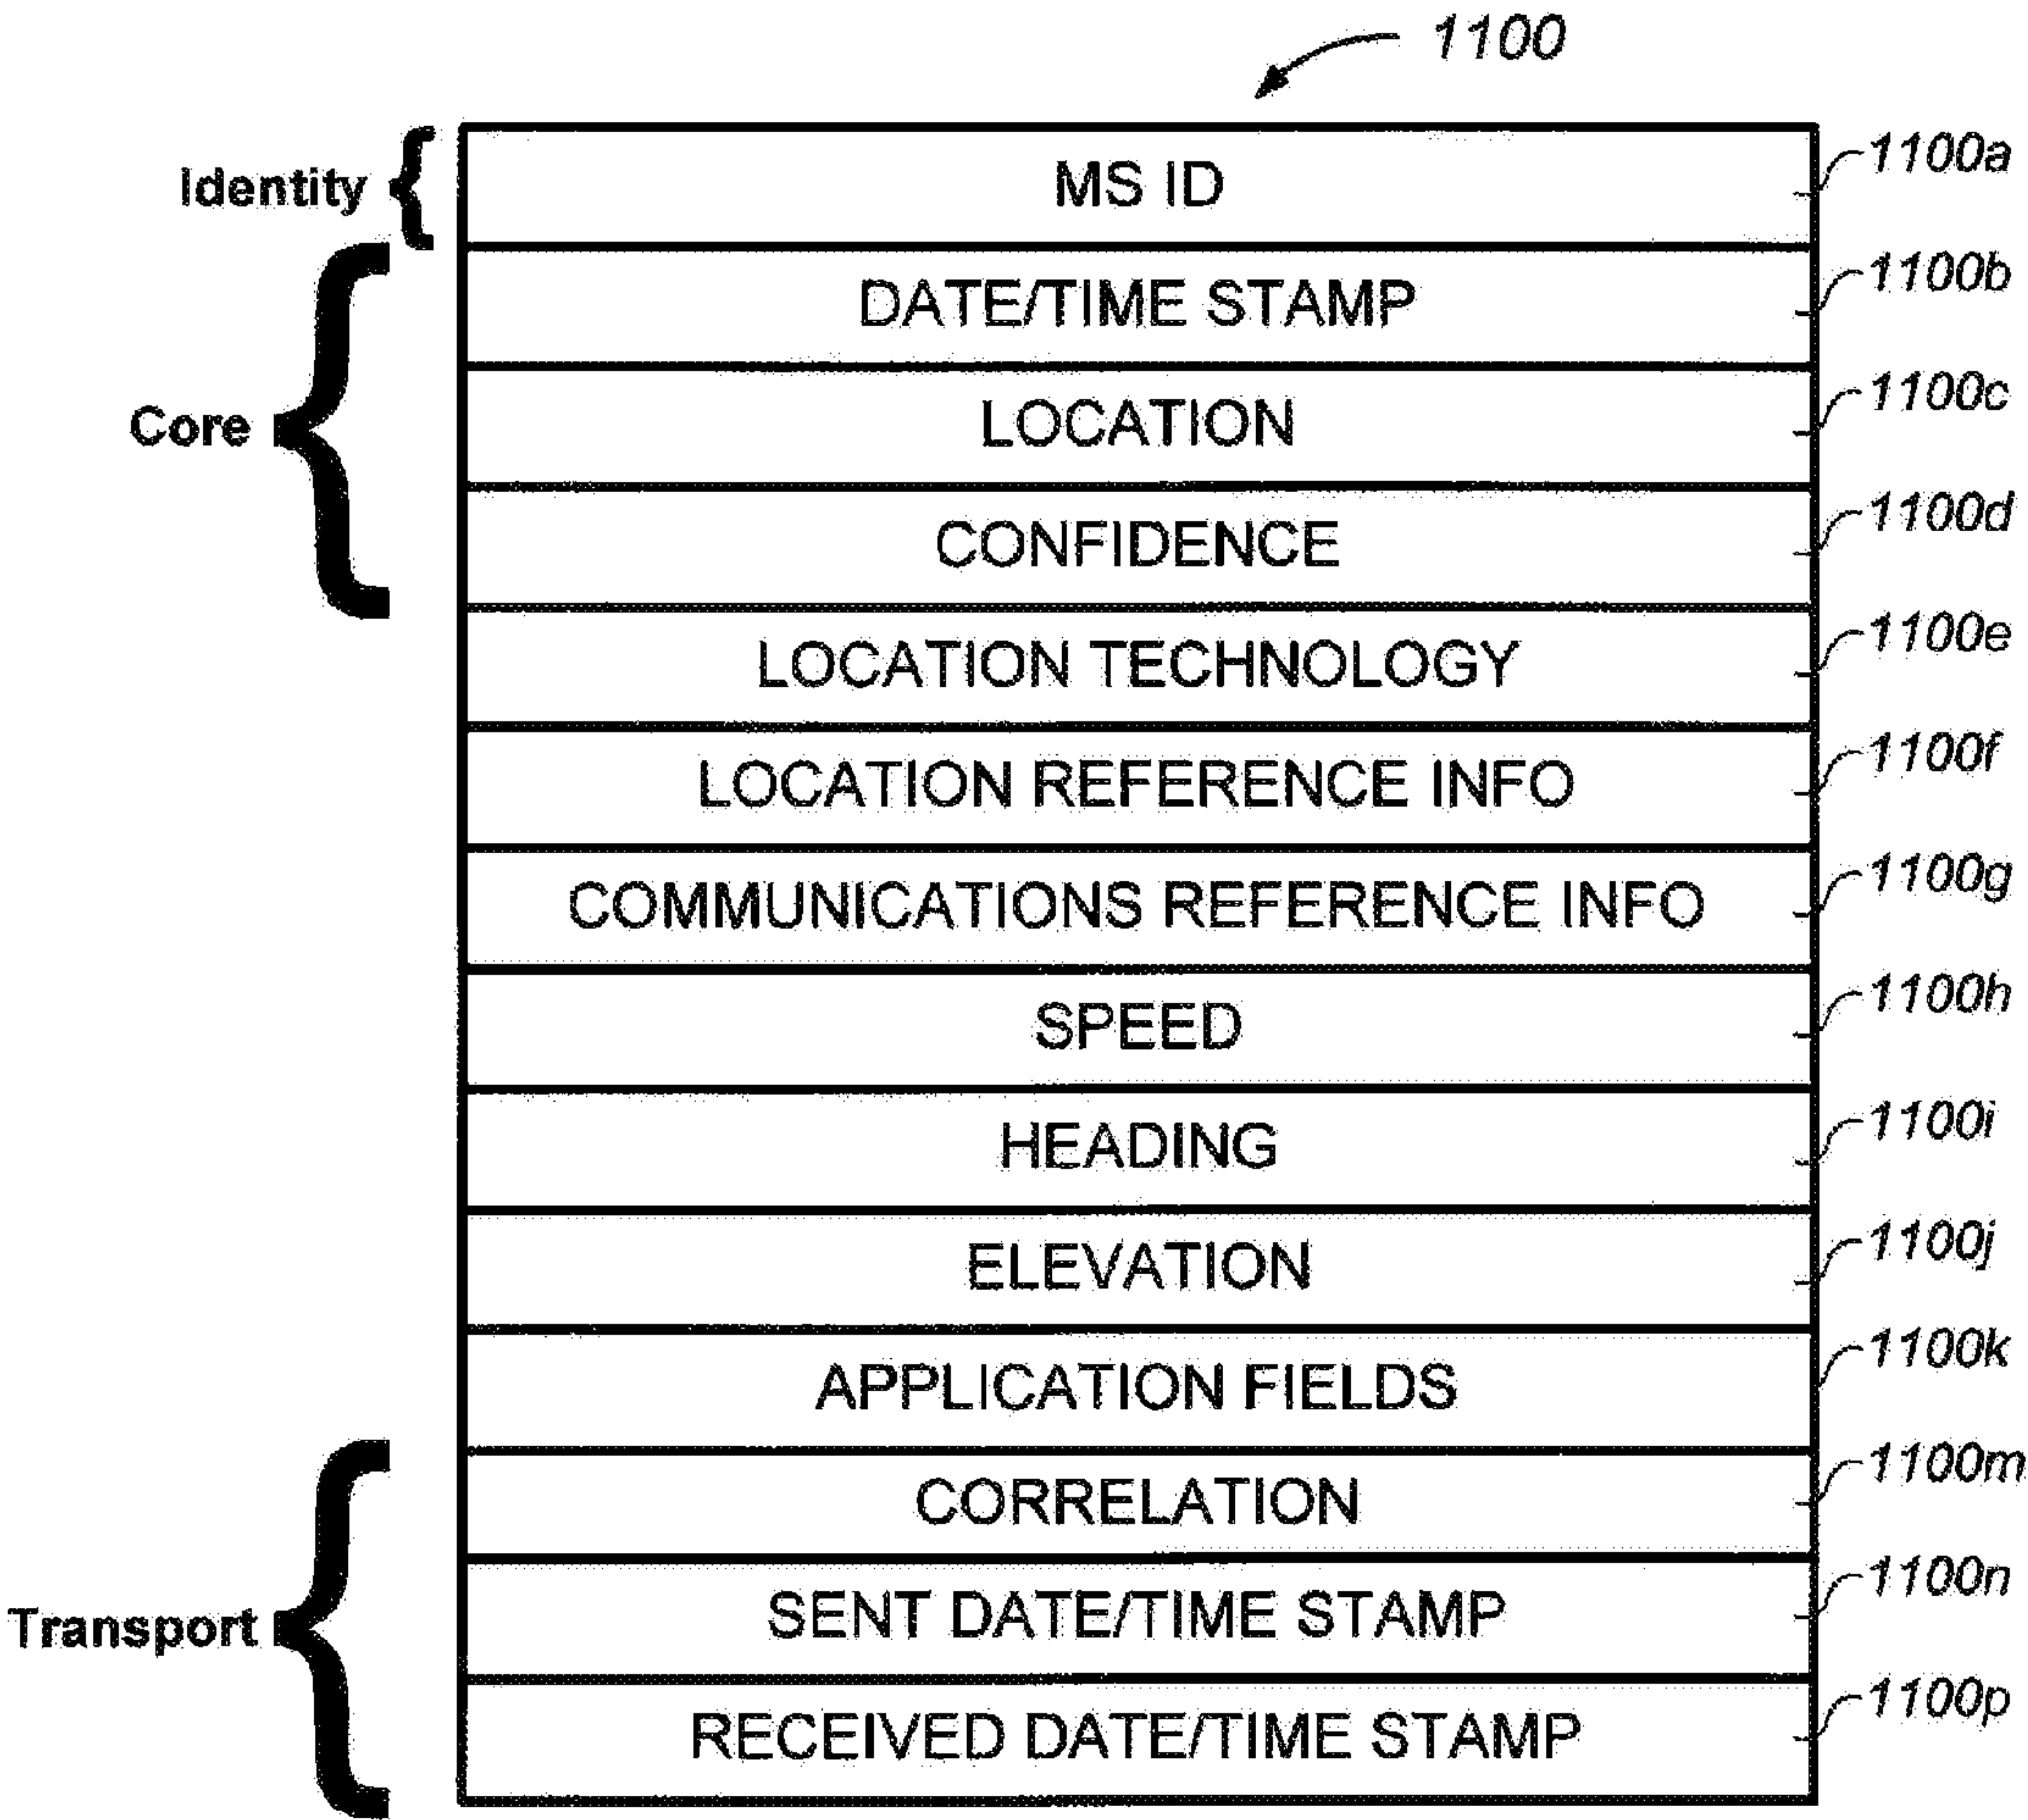 1100
Identity
MS ID
1100a
DATE/TIME STAMP
1100b
Core
LOCATION
1100c
CONFIDENCE
1100d
LOCATION TECHNOLOGY
1100e
LOCATION REFERENCE INFO
1100f
COMMUNICATIONS REFERENCE INFO
1100g
SPEED
1100h
HEADING
1100i
ELEVATION
1100j
APPLICATION FIELDS
1100k
CORRELATION
1100m
Transport
SENT DATE/TIME STAMP
1100n
RECEIVED DATE/TIME STAMP
1100p